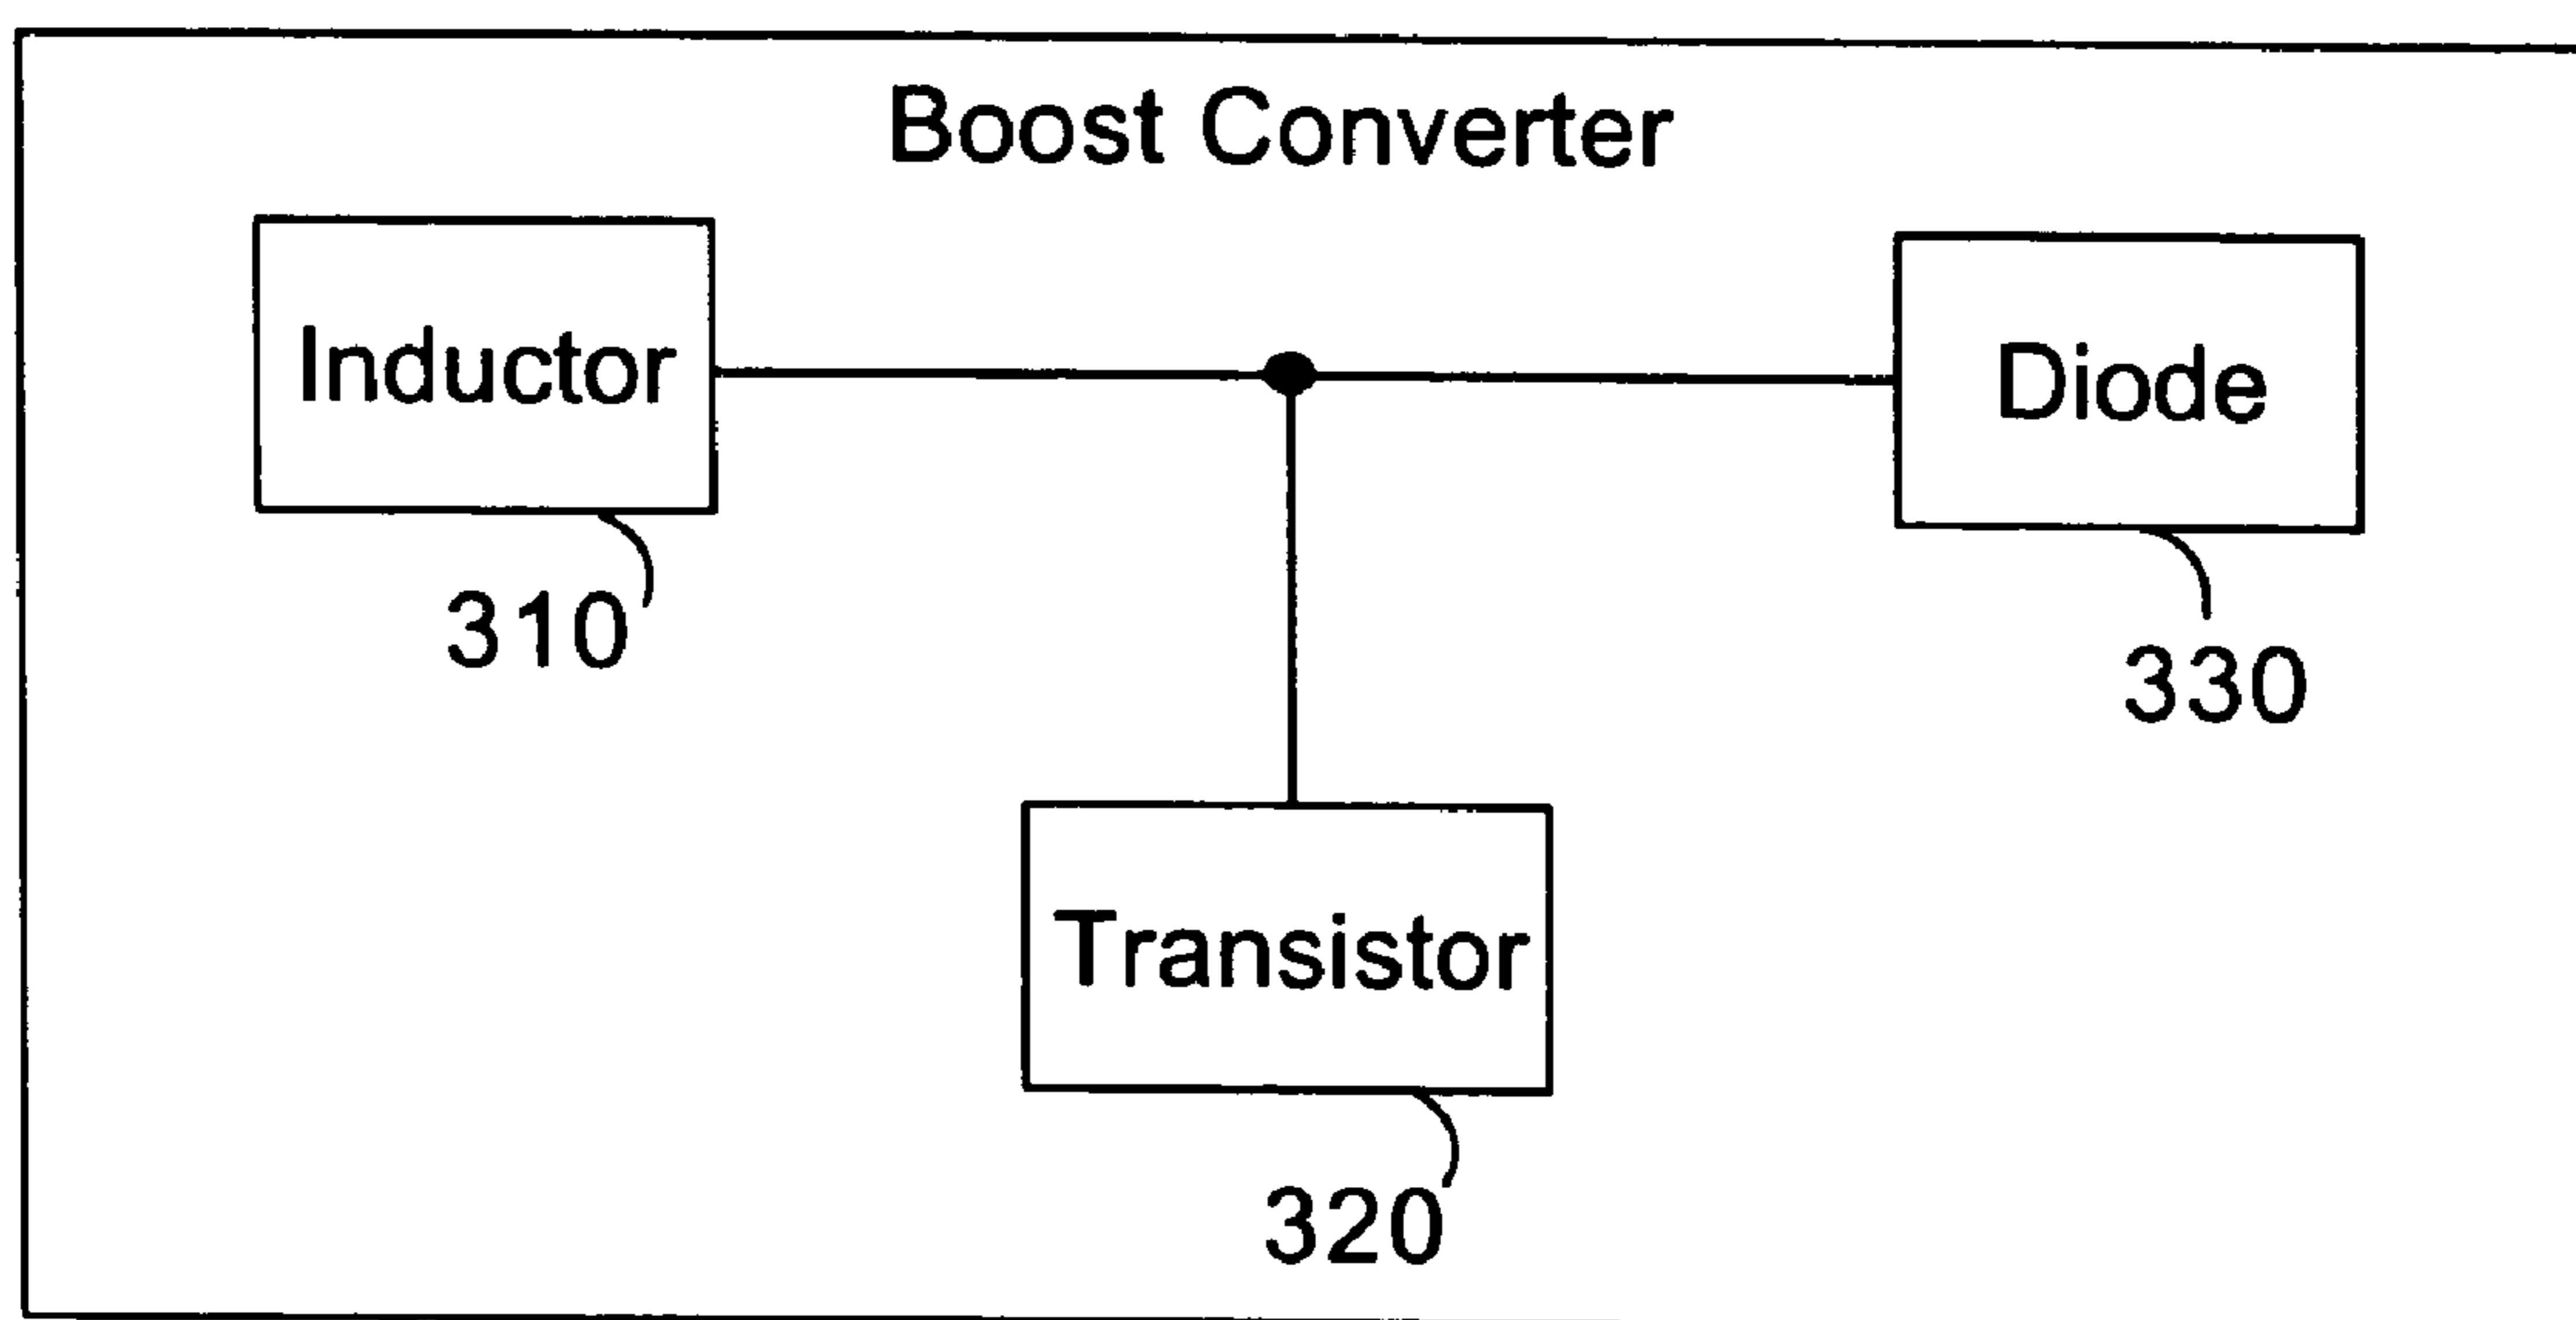 Boost Converter
Inductor
Diode
310
330
Transistor
320